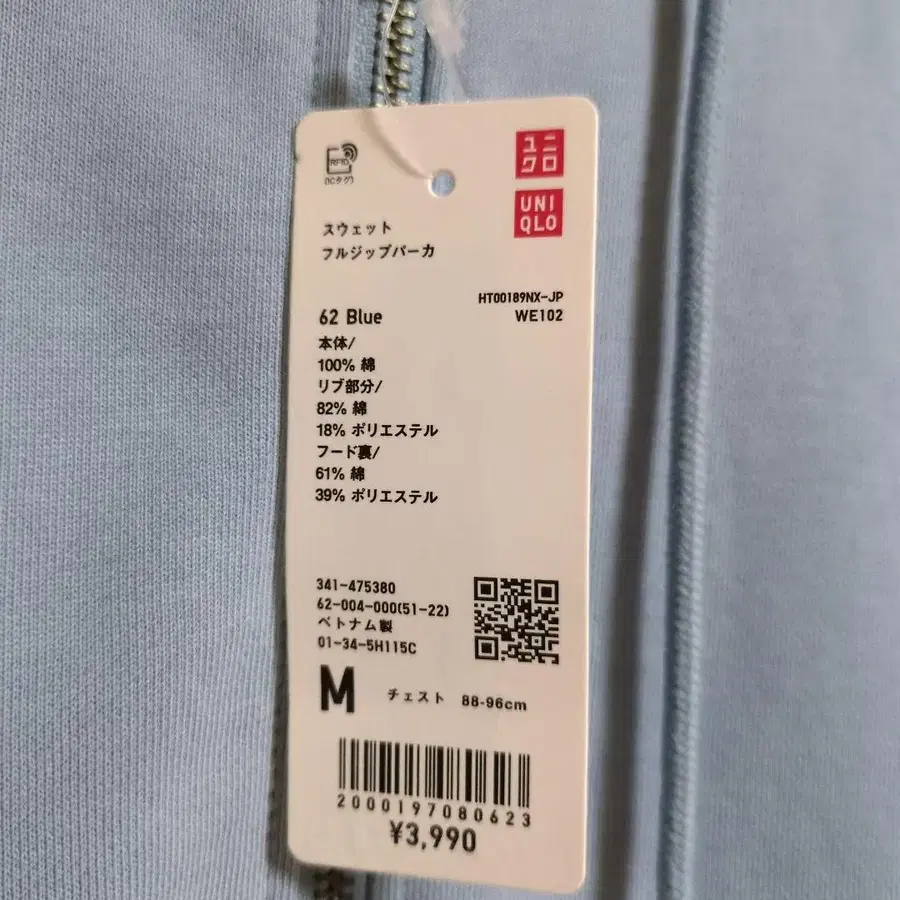 RFID
(ICタグ)
ユニ
クロ
UNI
QLO
スウェット
フルジップパーカ
HT00189NX-JP
62 Blue
WE102
本体/
100% 綿
リブ部分/
82% 綿
18% ポリエステル
フード裏/
61% 綿
39% ポリエステル
341-475380
62-004-000(51-22)
ベトナム製
01-34-5H115C
M チェスト 88-96cm
2000197080623
¥3,990